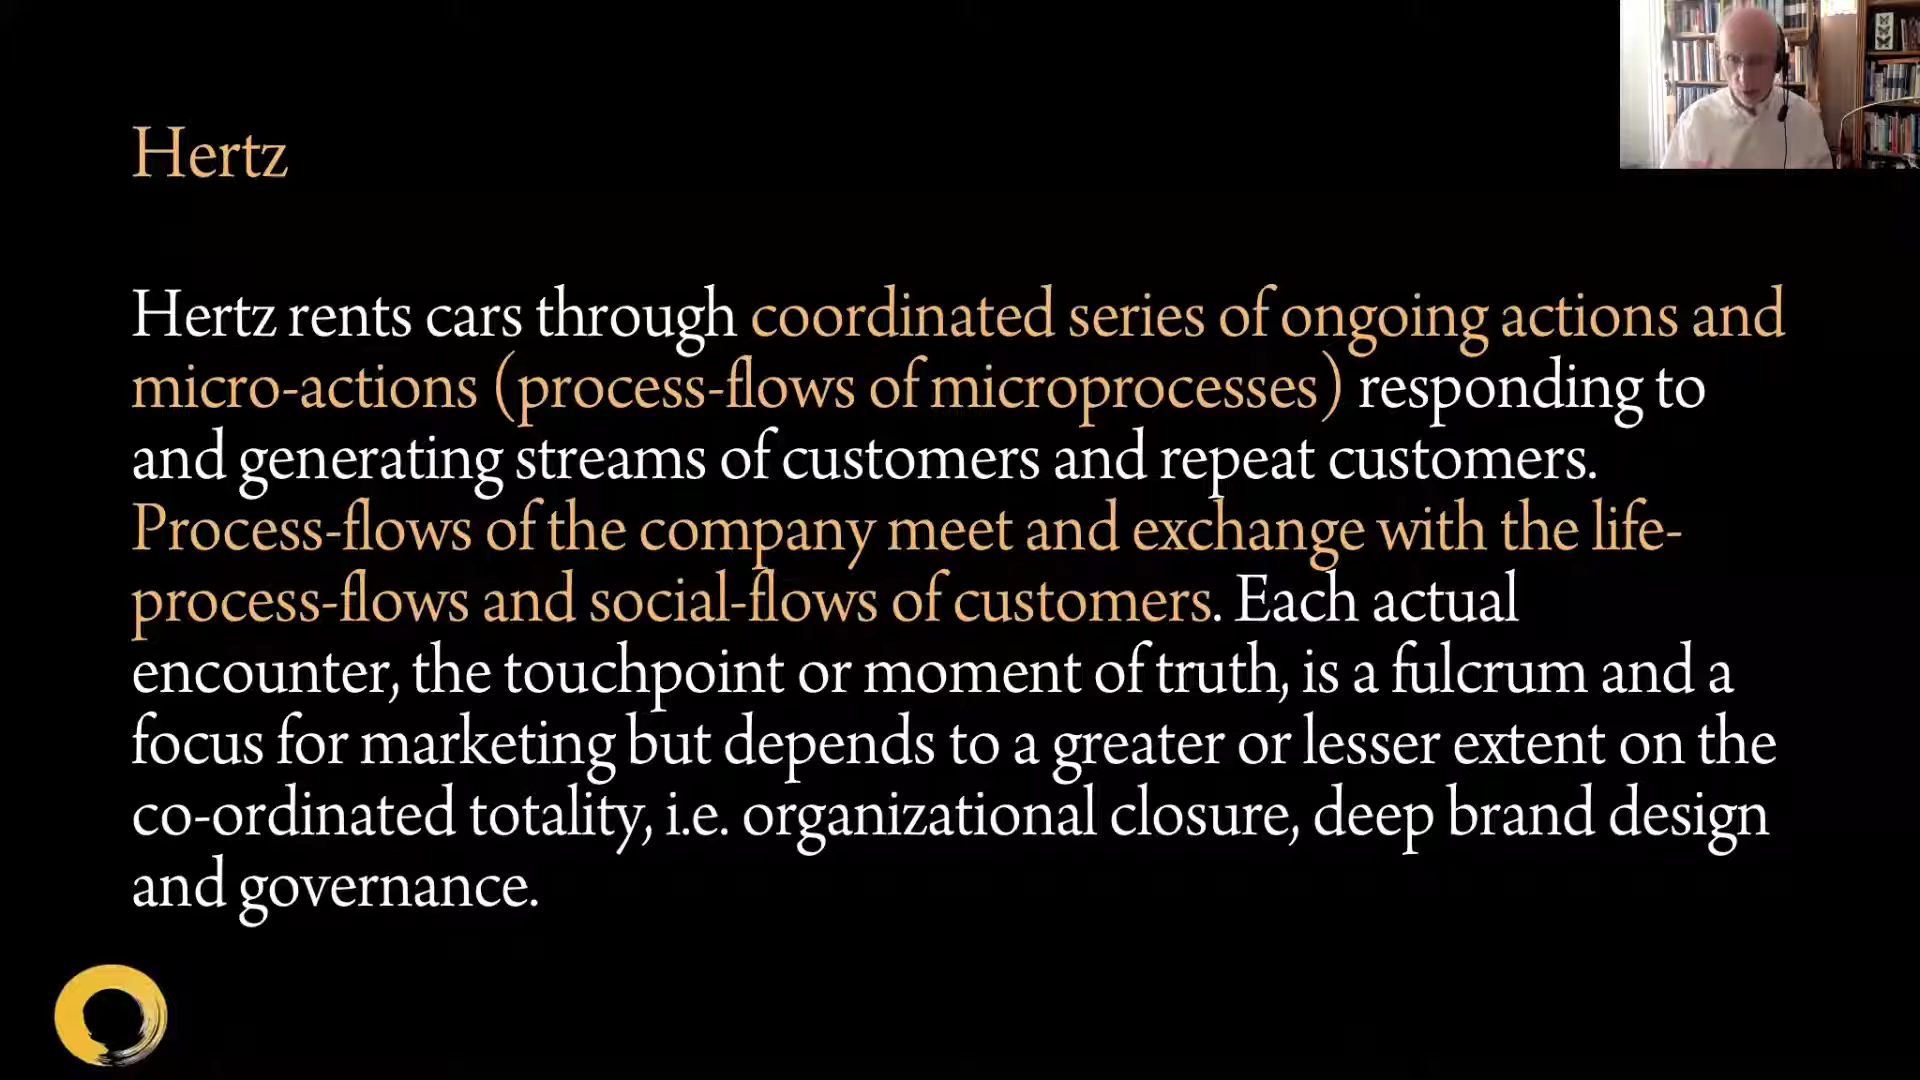 Hertz
Hertz rents cars through coordinated series of ongoing actions and
micro-actions (process-flows of microprocesses) responding to
and generating streams of customers and repeat customers.
Process-flows of the company meet and exchange with the life-
process-flows and social-flows of customers. Each actual
encounter, the touchpoint or moment of truth, is a fulcrum and a
focus for marketing but depends to a greater or lesser extent on the
co-ordinated totality, i.e. organizational closure, deep brand design
and governance.